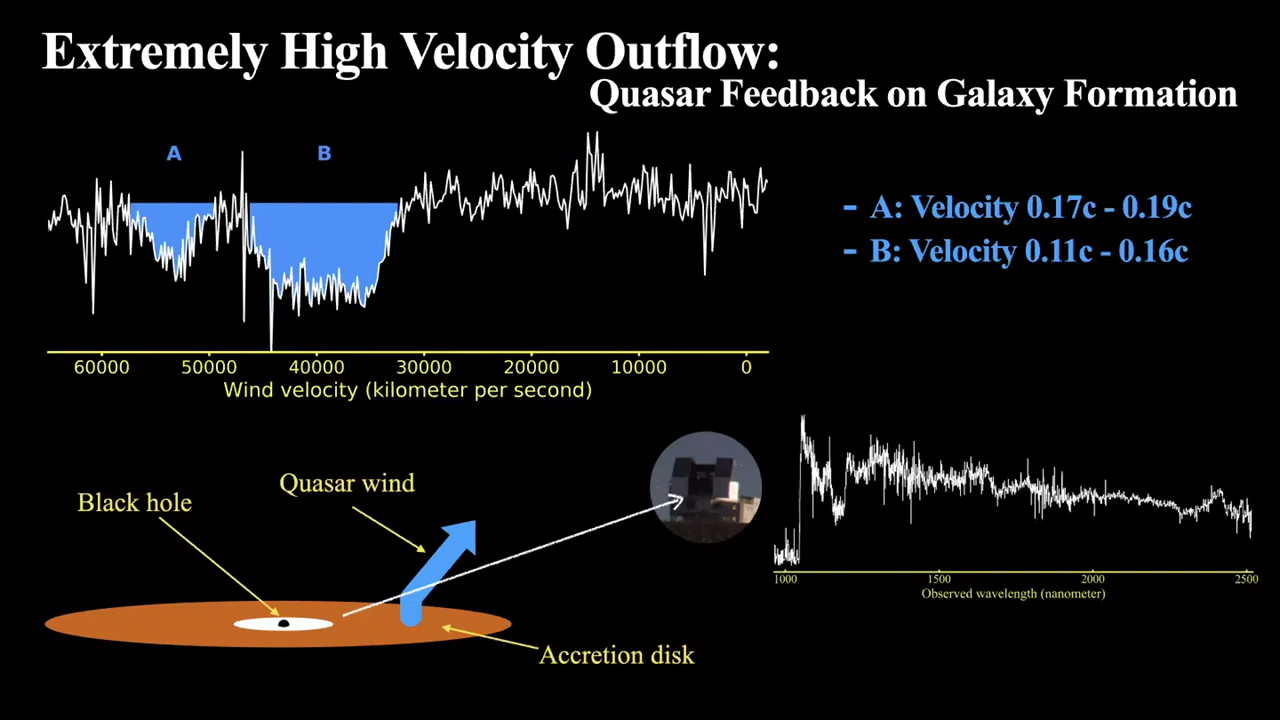 Extremely High Velocity Outflow:
Quasar Feedback on Galaxy Formation
A
B
- A: Velocity 0.17c - 0.19c
- B: Velocity 0.11c - 0.16c
60000 50000 40000 30000 20000 10000 0
Wind velocity (kilometer per second)
Quasar wind
Black hole
1000 1500 2000 2500
Observed wavelength (nanometer)
Accretion disk